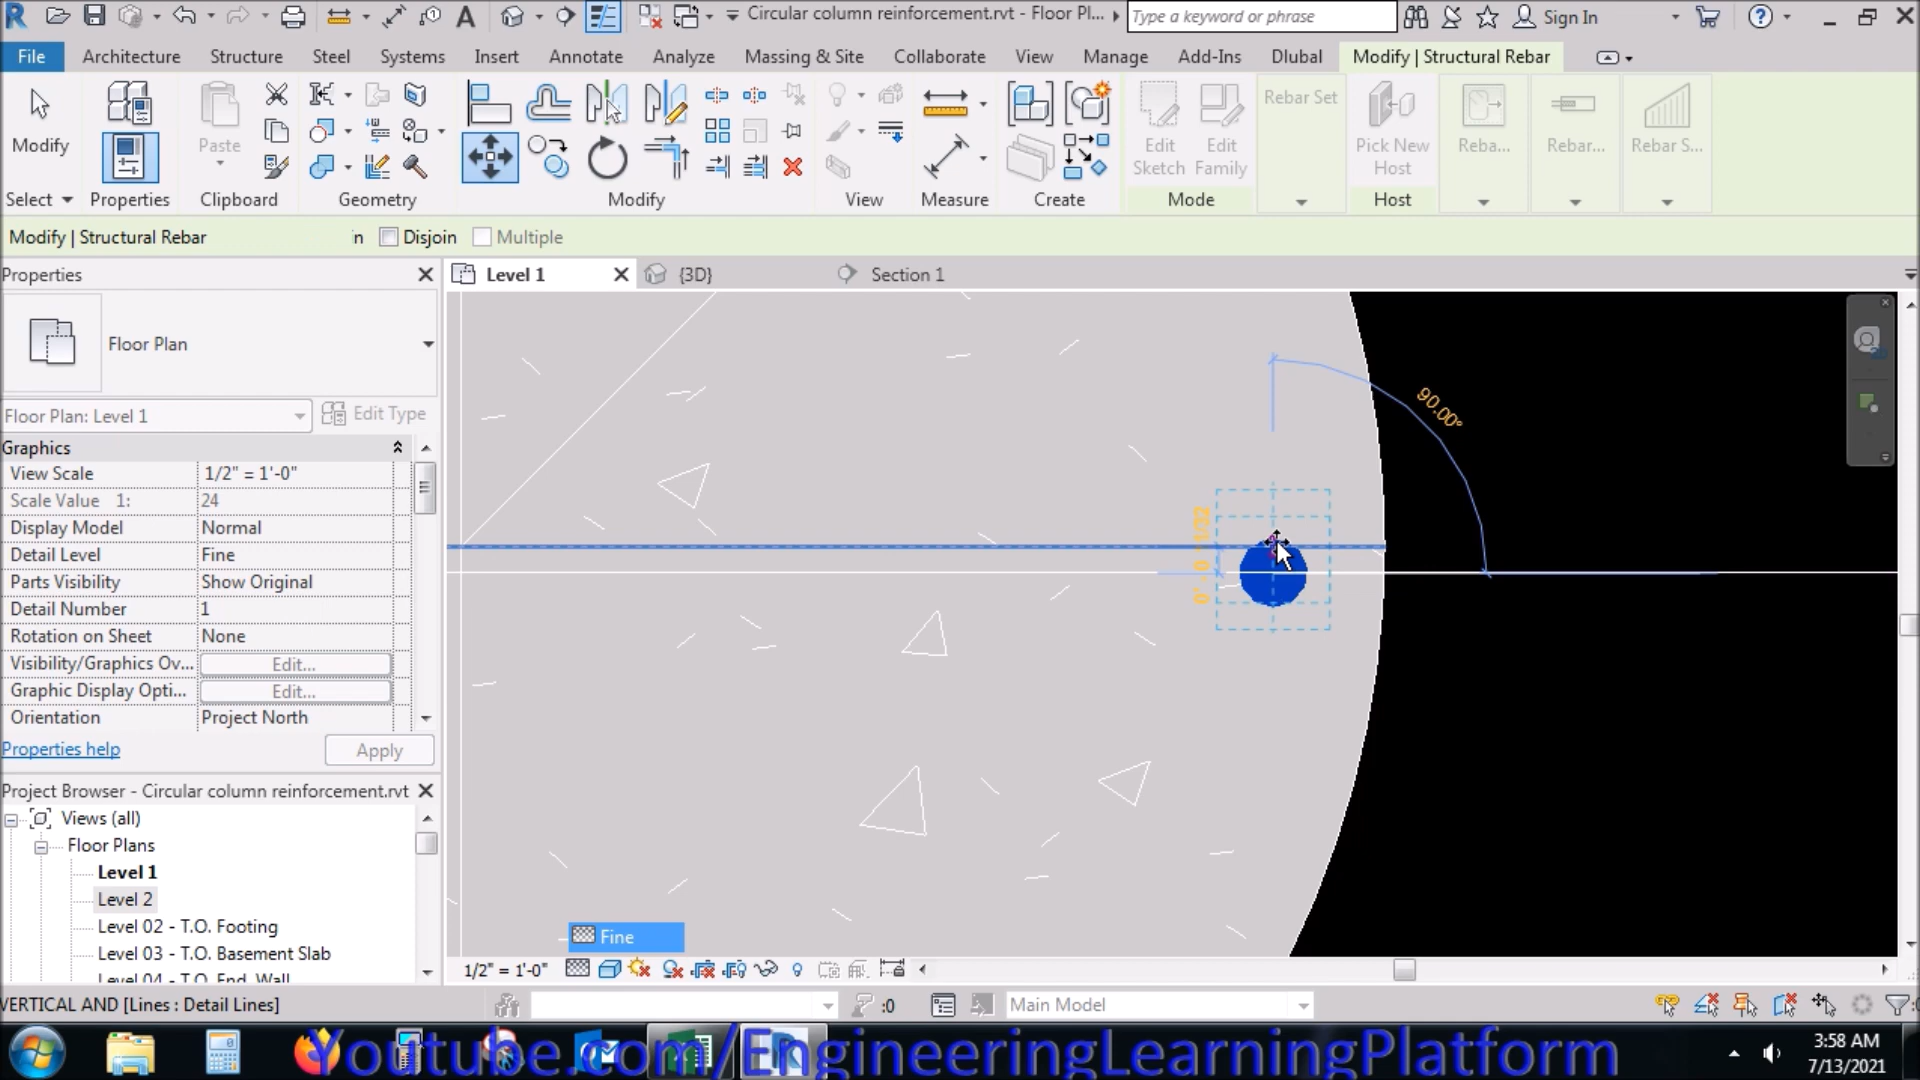 Circular column reinforcement.rvt - Floor Pl...
Type a keyword or phrase
Sign In
File Architecture Structure Steel Systems Insert Annotate Analyze Massing & Site Collaborate View Manage Add-Ins Dlubal Modify | Structural Rebar
Modify
Paste
Edit Sketch
Edit Family
Rebar Set
Pick New Host
Reba...
Rebar...
Rebar S...
Select Properties Clipboard Geometry Modify View Measure Create Mode Host
Modify | Structural Rebar
Disjoin
Multiple
Properties
Level 1
{3D}
Section 1
Floor Plan
Floor Plan: Level 1
Edit Type
Graphics
View Scale 1/2" = 1'-0"
Scale Value 1: 24
Display Model Normal
Detail Level Fine
Parts Visibility Show Original
Detail Number 1
Rotation on Sheet None
Visibility/Graphics Ov... Edit...
Graphic Display Opti... Edit...
Orientation Project North
Properties help
Apply
90.00°
Project Browser - Circular column reinforcement.rvt
Views (all)
Floor Plans
Level 1
Level 2
Level 02 - T.O. Footing
Level 03 - T.O. Basement Slab
Fine
1/2" = 1'-0"
VERTICAL AND [Lines : Detail Lines]
:0
Main Model
Youtube.com/EngineeringLearningPlatform
3:58 AM
7/13/2021